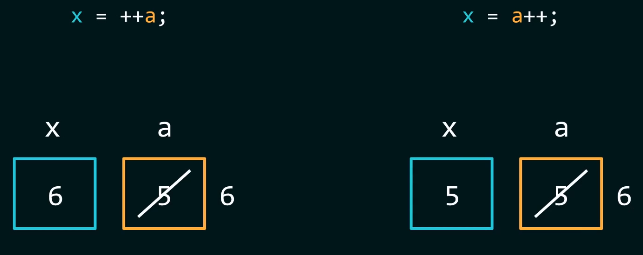 x = ++a;
x = a++;
x a
6 5 6
x a
5 5 6